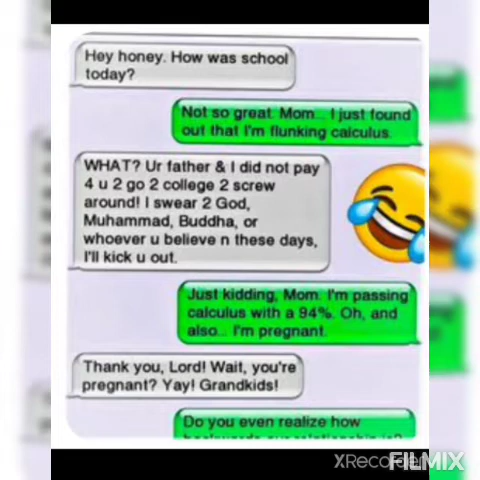 Hey honey. How was school
today?
Not so great. Mom... I just found
out that I'm flunking calculus.
WHAT? Ur father & I did not pay
4 u 2 go 2 college 2 screw
around! I swear 2 God,
Muhammad, Buddha, or
whoever u believe n these days,
I'll kick u out.
Just kidding, Mom. I'm passing
calculus with a 94%. Oh, and
also... I'm pregnant.
Thank you, Lord! Wait, you're
pregnant? Yay! Grandkids!
Do you even realize how
XRecorder
FILMIX